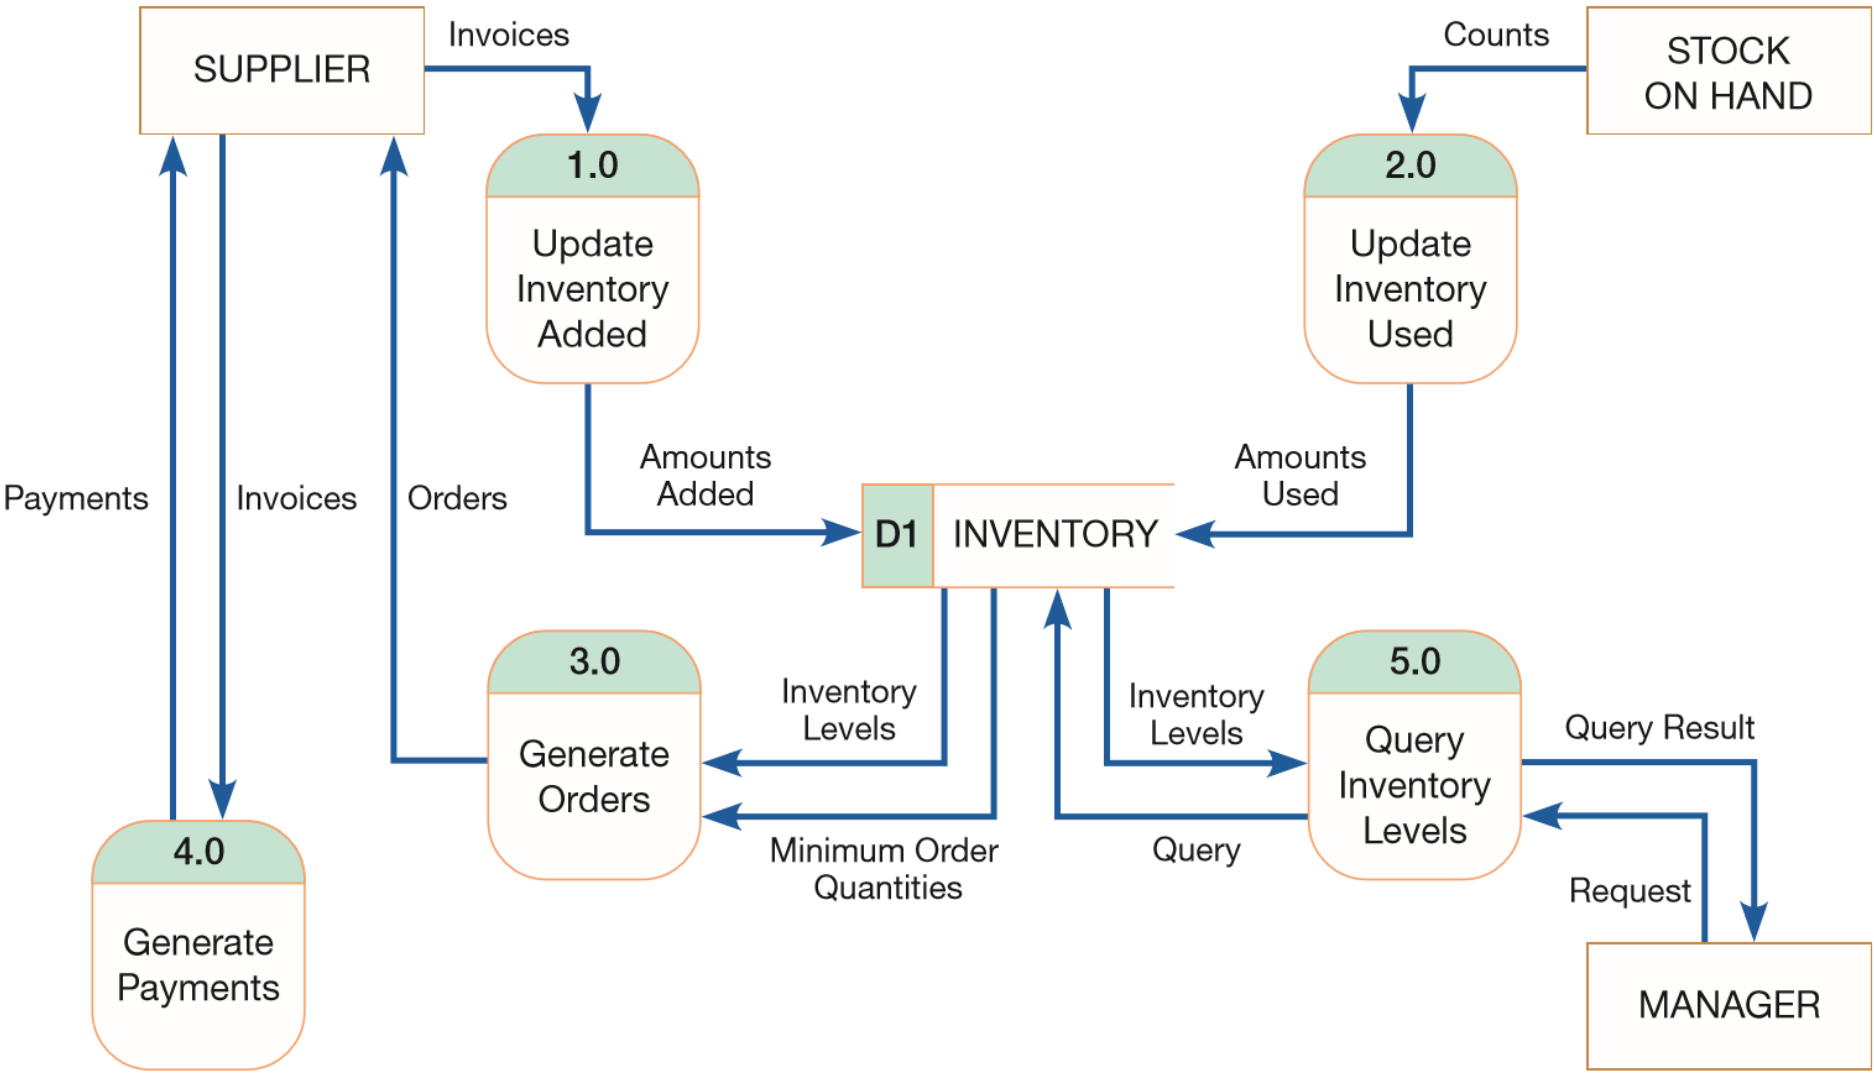 SUPPLIER
Invoices
Counts
STOCK
ON HAND
1.0
Update
Inventory
Added
2.0
Update
Inventory
Used
Payments
Invoices
Orders
Amounts
Added
Amounts
Used
D1
INVENTORY
3.0
Generate
Orders
Inventory
Levels
Minimum Order
Quantities
Inventory
Levels
Query
5.0
Query
Inventory
Levels
Query Result
Request
4.0
Generate
Payments
MANAGER